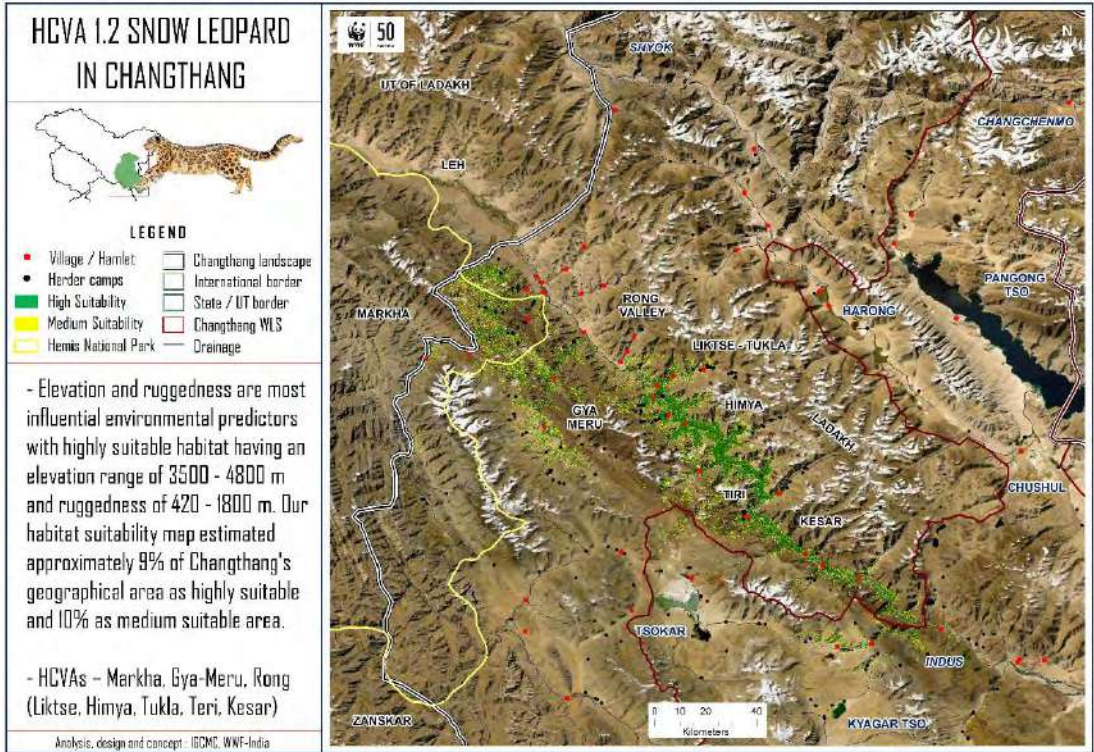 HCVA 1.2 SNOW LEOPARD
IN CHANGTHANG
LEGEND
Village / Hamlet
Herder camps
High Suitability
Medium Suitability
Hemis National Park
Changthang landscape
International border
State / UT border
Changthang WLS
Drainage
- Elevation and ruggedness are most
influential environmental predictors
with highly suitable habitat having an
elevation range of 3500 - 4800 m
and ruggedness of 420 - 1800 m. Our
habitat suitability map estimated
approximately 9% of Changthang's
geographical area as highly suitable
and 10% as medium suitable area.
- HCVAs – Markha, Gya-Meru, Rong
(Liktse, Himya, Tukla, Teri, Kesar)
Analysis, design and concept : IGCMC, WWF-India
WWF
50
N
SHYOK
UT OF LADAKH
CHANGCHENMO
LEH
PANGONG
TSO
MARKHA
RONG
VALLEY
HARONG
LIKTSE - TUKLA
GYA
MERU
HIMYA
LADAKH
CHUSHUL
TIRI
KESAR
TSOKAR
INDUS
ZANSKAR
KYAGAR TSO
0 10 20 40
Kilometers